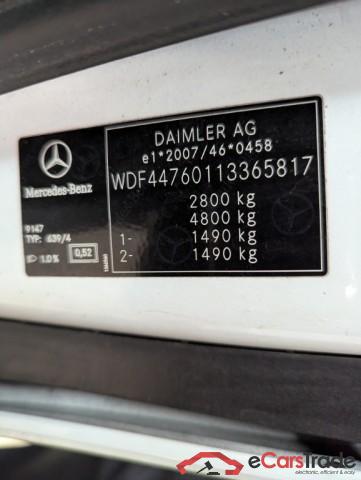 DAIMLER AG
e1*2007/46*0458
WDF44760113365817
2800 kg
4800 kg
1- 1490 kg
2- 1490 kg
Mercedes-Benz
9147
TYP: 639/4
1.0% 0,52
eCarsTrade
electronic, efficient & easy